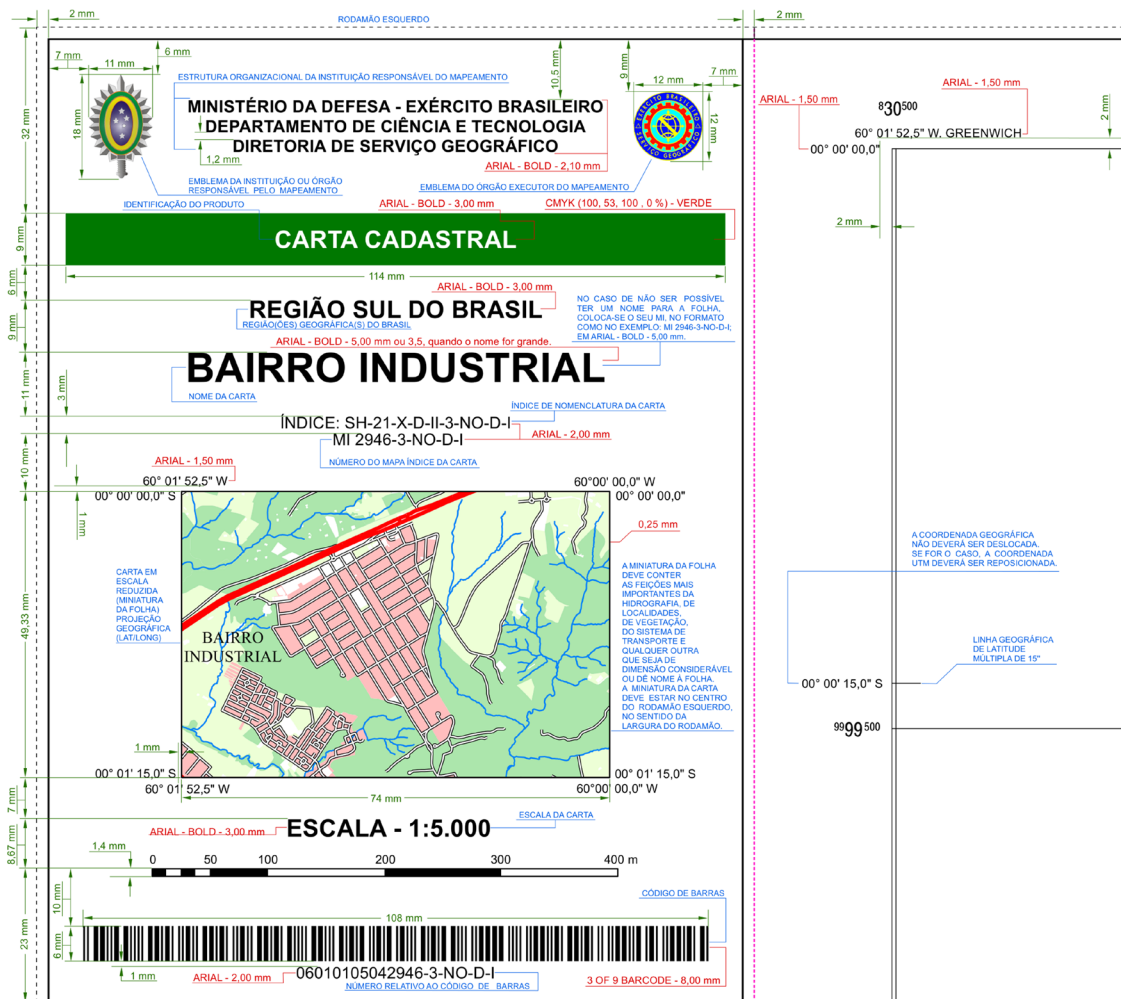 2 mm
RODAMÃO ESQUERDO
2 mm
7 mm
11 mm
6 mm
18 mm
32 mm
ESTRUTURA ORGANIZACIONAL DA INSTITUIÇÃO RESPONSÁVEL DO MAPEAMENTO
MINISTÉRIO DA DEFESA - EXÉRCITO BRASILEIRO
DEPARTAMENTO DE CIÊNCIA E TECNOLOGIA
DIRETORIA DE SERVIÇO GEOGRÁFICO
1,2 mm
ARIAL - BOLD - 2,10 mm
10,5 mm
9 mm
12 mm
7 mm
12 mm
EXÉRCITO BRASILEIRO
SERVIÇO GEOGRÁFICO
EMBLEMA DA INSTITUIÇÃO OU ÓRGÃO
RESPONSÁVEL PELO MAPEAMENTO
EMBLEMA DO ÓRGÃO EXECUTOR DO MAPEAMENTO
IDENTIFICAÇÃO DO PRODUTO
ARIAL - BOLD - 3,00 mm
CMYK (100, 53, 100 , 0 %) - VERDE
9 mm
CARTA CADASTRAL
114 mm
6 mm
ARIAL - BOLD - 3,00 mm
REGIÃO SUL DO BRASIL
REGIÃO(ÕES) GEOGRÁFICA(S) DO BRASIL
NO CASO DE NÃO SER POSSÍVEL
TER UM NOME PARA A FOLHA,
COLOCA-SE O SEU MI, NO FORMATO
COMO NO EXEMPLO: MI 2946-3-NO-D-I;
EM ARIAL - BOLD - 5,00 mm.
9 mm
ARIAL - BOLD - 5,00 mm ou 3,5, quando o nome for grande.
BAIRRO INDUSTRIAL
NOME DA CARTA
11 mm
3 mm
ÍNDICE DE NOMENCLATURA DA CARTA
ÍNDICE: SH-21-X-D-II-3-NO-D-I
MI 2946-3-NO-D-I
ARIAL - 2,00 mm
NÚMERO DO MAPA ÍNDICE DA CARTA
10 mm
ARIAL - 1,50 mm
60° 01' 52,5" W
60°00' 00,0" W
00° 00' 00,0" S
00° 00' 00,0"
1 mm
0,25 mm
49,33 mm
CARTA EM
ESCALA
REDUZIDA
(MINIATURA
DA FOLHA)
PROJEÇÃO
GEOGRÁFICA
(LAT/LONG)
BAIRRO
INDUSTRIAL
A MINIATURA DA FOLHA
DEVE CONTER
AS FEIÇÕES MAIS
IMPORTANTES DA
HIDROGRAFIA, DE
LOCALIDADES,
DE VEGETAÇÃO,
DO SISTEMA DE
TRANSPORTE E
QUALQUER OUTRA
QUE SEJA DE
DIMENSÃO CONSIDERÁVEL
OU DÊ NOME À FOLHA.
A MINIATURA DA CARTA
DEVE ESTAR NO CENTRO
DO RODAMÃO ESQUERDO,
NO SENTIDO DA
LARGURA DO RODAMÃO.
1 mm
00° 01' 15,0" S
00° 01' 15,0" S
60° 01' 52,5" W
60°00' 00,0" W
74 mm
7 mm
ESCALA DA CARTA
ARIAL - BOLD - 3,00 mm
ESCALA - 1:5.000
8,67 mm
1,4 mm
0 50 100 200 400 m
10 mm
CÓDIGO DE BARRAS
108 mm
23 mm
6 mm
1 mm
ARIAL - 2,00 mm
06010105042946-3-NO-D-I
3 OF 9 BARCODE - 8,00 mm
NÚMERO RELATIVO AO CÓDIGO DE BARRAS
ARIAL - 1,50 mm
ARIAL - 1,50 mm
830500
60° 01' 52,5" W. GREENWICH
2 mm
00° 00' 00,0"
2 mm
A COORDENADA GEOGRÁFICA
NÃO DEVERÁ SER DESLOCADA.
SE FOR O CASO, A COORDENADA
UTM DEVERÁ SER REPOSICIONADA.
LINHA GEOGRÁFICA
DE LATITUDE
MÚLTIPLA DE 15"
00° 00' 15,0" S
9999500